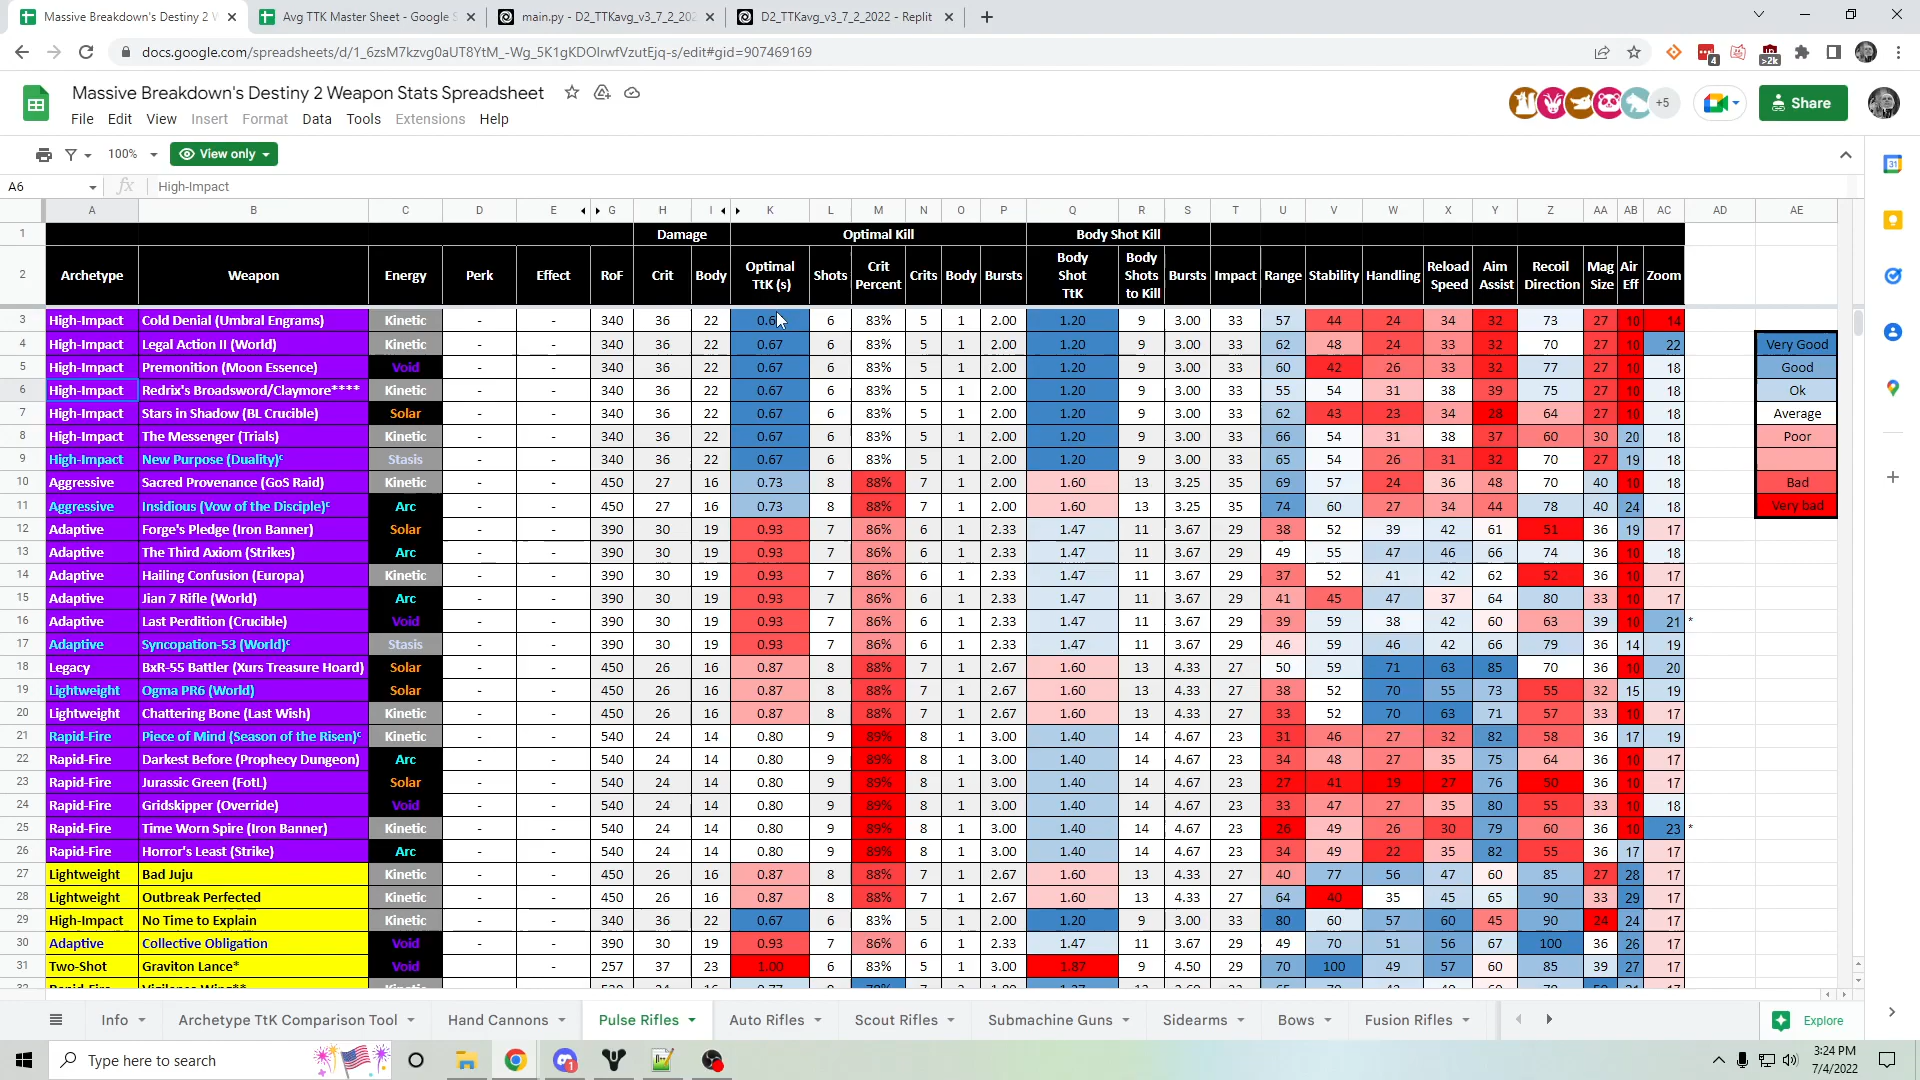 Massive Breakdown's Destiny 2 W
Avg TTK Master Sheet - Google S
main.py - D2_TTKavg_v3_7_2_202
D2_TTKavg_v3_7_2_2022 - Replit
docs.google.com/spreadsheets/d/1_6zsM7kzvg0aUT8YtM_-Wg_5K1gKDOlrwfVzutEjq-s/edit#gid=907469169
4 >2k
Massive Breakdown's Destiny 2 Weapon Stats Spreadsheet
+5 Share
File Edit View Insert Format Data Tools Extensions Help
100% View only
A6 fx High-Impact
A B C D E G H I K L M N O P Q R S T U V W X Y Z AA AB AC AD AE
1 Damage Optimal Kill Body Shot Kill
2 Archetype Weapon Energy Perk Effect RoF Crit Body Optimal TtK (s) Shots Crit Percent Crits Body Bursts Body Shot TtK Body Shots to Kill Bursts Impact Range Stability Handling Reload Speed Aim Assist Recoil Direction Mag Size Air Eff Zoom
3 High-Impact Cold Denial (Umbral Engrams) Kinetic - - 340 36 22 0.6 6 83% 5 1 2.00 1.20 9 3.00 33 57 44 24 34 32 73 27 10 14
4 High-Impact Legal Action II (World) Kinetic - - 340 36 22 0.67 6 83% 5 1 2.00 1.20 9 3.00 33 62 48 24 33 32 70 27 10 22 Very Good
5 High-Impact Premonition (Moon Essence) Void - - 340 36 22 0.67 6 83% 5 1 2.00 1.20 9 3.00 33 60 42 26 33 32 77 27 10 18 Good
6 High-Impact Redrix's Broadsword/Claymore**** Kinetic - - 340 36 22 0.67 6 83% 5 1 2.00 1.20 9 3.00 33 55 54 31 38 39 75 27 10 18 Ok
7 High-Impact Stars in Shadow (BL Crucible) Solar - - 340 36 22 0.67 6 83% 5 1 2.00 1.20 9 3.00 33 62 43 23 34 28 64 27 10 18 Average
8 High-Impact The Messenger (Trials) Kinetic - - 340 36 22 0.67 6 83% 5 1 2.00 1.20 9 3.00 33 66 54 31 38 37 60 30 20 18 Poor
9 High-Impact New Purpose (Duality)ᶜ Stasis - - 340 36 22 0.67 6 83% 5 1 2.00 1.20 9 3.00 33 65 54 26 31 32 70 27 19 18
10 Aggressive Sacred Provenance (GoS Raid) Kinetic - - 450 27 16 0.73 8 88% 7 1 2.00 1.60 13 3.25 35 69 57 24 36 48 70 40 10 18 Bad
11 Aggressive Insidious (Vow of the Disciple)ᶜ Arc - - 450 27 16 0.73 8 88% 7 1 2.00 1.60 13 3.25 35 74 60 27 34 44 78 40 24 18 Very bad
12 Adaptive Forge's Pledge (Iron Banner) Solar - - 390 30 19 0.93 7 86% 6 1 2.33 1.47 11 3.67 29 38 52 39 42 61 51 36 19 17
13 Adaptive The Third Axiom (Strikes) Arc - - 390 30 19 0.93 7 86% 6 1 2.33 1.47 11 3.67 29 49 55 47 46 66 74 36 10 18
14 Adaptive Hailing Confusion (Europa) Kinetic - - 390 30 19 0.93 7 86% 6 1 2.33 1.47 11 3.67 29 37 52 41 42 62 52 36 10 17
15 Adaptive Jian 7 Rifle (World) Arc - - 390 30 19 0.93 7 86% 6 1 2.33 1.47 11 3.67 29 41 45 47 37 64 80 33 10 17
16 Adaptive Last Perdition (Crucible) Void - - 390 30 19 0.93 7 86% 6 1 2.33 1.47 11 3.67 29 39 59 38 42 60 63 39 10 21 *
17 Adaptive Syncopation-53 (World)ᶜ Stasis - - 390 30 19 0.93 7 86% 6 1 2.33 1.47 11 3.67 29 46 59 46 42 66 79 36 14 19
18 Legacy BxR-55 Battler (Xurs Treasure Hoard) Solar - - 450 26 16 0.87 8 88% 7 1 2.67 1.60 13 4.33 27 50 59 71 63 85 70 36 10 20
19 Lightweight Ogma PR6 (World) Solar - - 450 26 16 0.87 8 88% 7 1 2.67 1.60 13 4.33 27 38 52 70 55 73 55 32 15 19
20 Lightweight Chattering Bone (Last Wish) Kinetic - - 450 26 16 0.87 8 88% 7 1 2.67 1.60 13 4.33 27 33 52 70 63 71 57 33 10 17
21 Rapid-Fire Piece of Mind (Season of the Risen)ᶜ Kinetic - - 540 24 14 0.80 9 89% 8 1 3.00 1.40 14 4.67 23 31 46 27 32 82 58 36 17 19
22 Rapid-Fire Darkest Before (Prophecy Dungeon) Arc - - 540 24 14 0.80 9 89% 8 1 3.00 1.40 14 4.67 23 34 48 27 35 75 64 36 10 17
23 Rapid-Fire Jurassic Green (FotL) Solar - - 540 24 14 0.80 9 89% 8 1 3.00 1.40 14 4.67 23 27 41 19 27 76 50 36 10 17
24 Rapid-Fire Gridskipper (Override) Void - - 540 24 14 0.80 9 89% 8 1 3.00 1.40 14 4.67 23 33 47 27 35 80 55 33 10 18
25 Rapid-Fire Time Worn Spire (Iron Banner) Kinetic - - 540 24 14 0.80 9 89% 8 1 3.00 1.40 14 4.67 23 26 49 26 30 79 60 36 10 23 *
26 Rapid-Fire Horror's Least (Strike) Arc - - 540 24 14 0.80 9 89% 8 1 3.00 1.40 14 4.67 23 34 49 22 35 82 55 36 17 17
27 Lightweight Bad Juju Kinetic - - 450 26 16 0.87 8 88% 7 1 2.67 1.60 13 4.33 27 40 77 56 47 60 85 27 28 17
28 Lightweight Outbreak Perfected Kinetic - - 450 26 16 0.87 8 88% 7 1 2.67 1.60 13 4.33 27 64 40 35 45 65 90 33 29 17
29 High-Impact No Time to Explain Kinetic - - 340 36 22 0.67 6 83% 5 1 2.00 1.20 9 3.00 33 80 60 57 60 45 90 24 24 17
30 Adaptive Collective Obligation Void - - 390 30 19 0.93 7 86% 6 1 2.33 1.47 11 3.67 29 49 70 51 56 67 100 36 26 17
31 Two-Shot Graviton Lance* Void - 257 37 23 1.00 6 83% 5 1 3.00 1.87 9 4.50 29 70 100 49 57 60 85 39 27 17
Info Archetype TtK Comparison Tool Hand Cannons Pulse Rifles Auto Rifles Scout Rifles Submachine Guns Sidearms Bows Fusion Rifles Explore
Type here to search 1 3:24 PM
7/4/2022